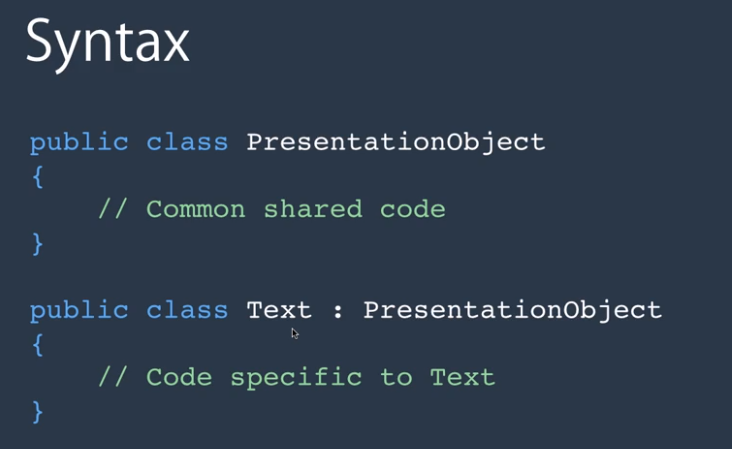 Syntax
public class PresentationObject
{
    // Common shared code
}
public class Text : PresentationObject
{
    // Code specific to Text
}